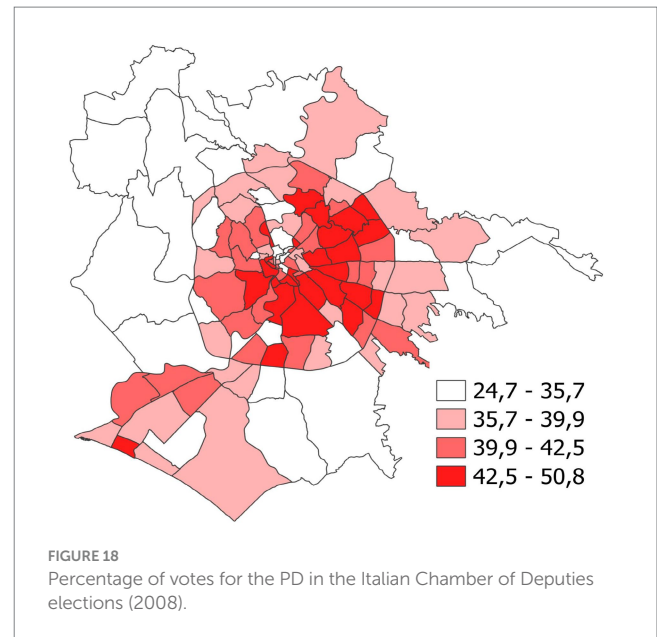 24,7 - 35,7
35,7 - 39,9
39,9 - 42,5
42,5 - 50,8
FIGURE 18
Percentage of votes for the PD in the Italian Chamber of Deputies
elections (2008).